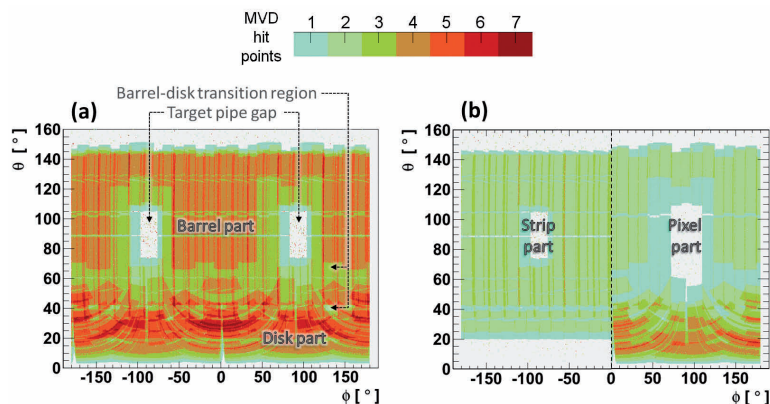 MVD
hit
points
1 2 3 4 5 6 7
Barrel-disk transition region
Target pipe gap
(a)
θ [ ° ]
160
140
120
100
80
60
40
20
0
Barrel part
Disk part
-150 -100 -50 0 50 100 150
ϕ [ ° ]
(b)
θ [ ° ]
160
140
120
100
80
60
40
20
0
Strip
part
Pixel
part
-150 -100 -50 0 50 100 150
ϕ [ ° ]